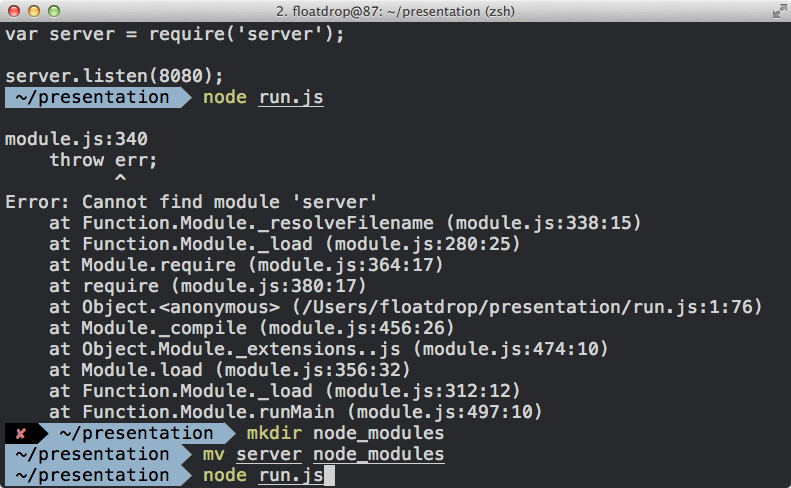 2. floatdrop@87: ~/presentation (zsh)
var server = require('server');
server.listen(8080);
~/presentation node run.js
module.js:340
    throw err;
          ^
Error: Cannot find module 'server'
    at Function.Module._resolveFilename (module.js:338:15)
    at Function.Module._load (module.js:280:25)
    at Module.require (module.js:364:17)
    at require (module.js:380:17)
    at Object.<anonymous> (/Users/floatdrop/presentation/run.js:1:76)
    at Module._compile (module.js:456:26)
    at Object.Module._extensions..js (module.js:474:10)
    at Module.load (module.js:356:32)
    at Function.Module._load (module.js:312:12)
    at Function.Module.runMain (module.js:497:10)
✘ ~/presentation mkdir node_modules
~/presentation mv server node_modules
~/presentation node run.js